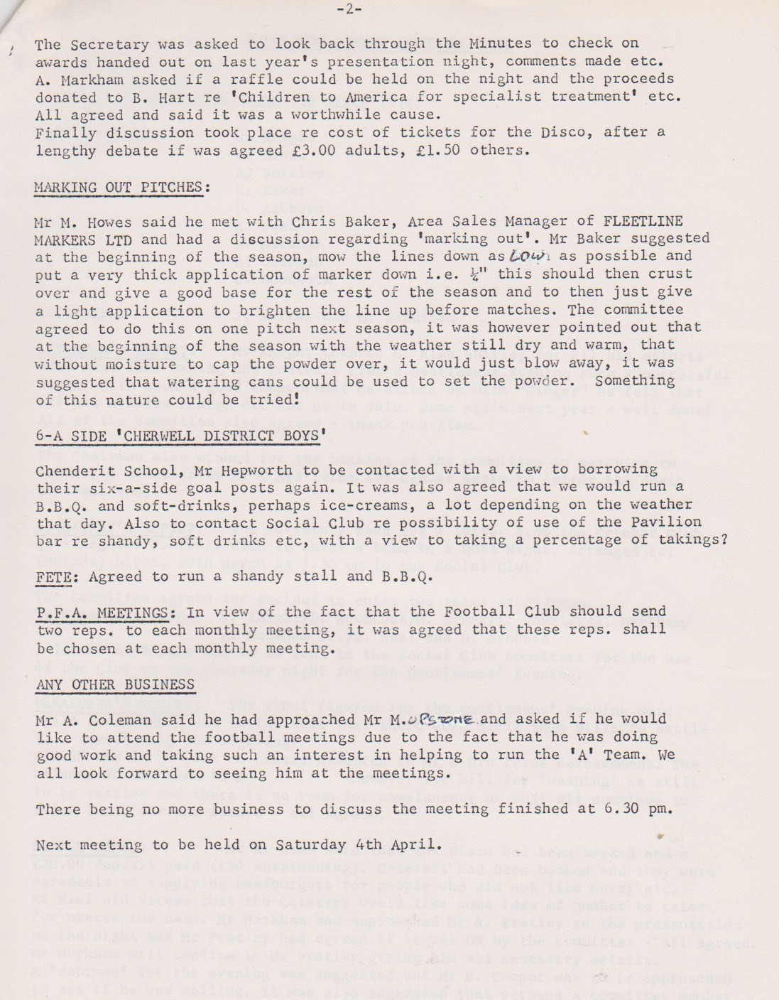 -2-
The Secretary was asked to look back through the Minutes to check on
awards handed out on last year's presentation night, comments made etc.
A. Markham asked if a raffle could be held on the night and the proceeds
donated to B. Hart re 'Children to America for specialist treatment' etc.
All agreed and said it was a worthwhile cause.
Finally discussion took place re cost of tickets for the Disco, after a
lengthy debate if was agreed £3.00 adults, £1.50 others.
MARKING OUT PITCHES:
Mr M. Howes said he met with Chris Baker, Area Sales Manager of FLEETLINE
MARKERS LTD and had a discussion regarding 'marking out'. Mr Baker suggested
at the beginning of the season, mow the lines down as LOW as possible and
put a very thick application of marker down i.e. ¼" this should then crust
over and give a good base for the rest of the season and to then just give
a light application to brighten the line up before matches. The committee
agreed to do this on one pitch next season, it was however pointed out that
at the beginning of the season with the weather still dry and warm, that
without moisture to cap the powder over, it would just blow away, it was
suggested that watering cans could be used to set the powder. Something
of this nature could be tried!
6-A SIDE 'CHERWELL DISTRICT BOYS'
Chenderit School, Mr Hepworth to be contacted with a view to borrowing
their six-a-side goal posts again. It was also agreed that we would run a
B.B.Q. and soft-drinks, perhaps ice-creams, a lot depending on the weather
that day. Also to contact Social Club re possibility of use of the Pavilion
bar re shandy, soft drinks etc, with a view to taking a percentage of takings?
FETE: Agreed to run a shandy stall and B.B.Q.
P.F.A. MEETINGS: In view of the fact that the Football Club should send
two reps. to each monthly meeting, it was agreed that these reps. shall
be chosen at each monthly meeting.
ANY OTHER BUSINESS
Mr A. Coleman said he had approached Mr M. UPSTONE and asked if he would
like to attend the football meetings due to the fact that he was doing
good work and taking such an interest in helping to run the 'A' Team. We
all look forward to seeing him at the meetings.
There being no more business to discuss the meeting finished at 6.30 pm.
Next meeting to be held on Saturday 4th April.